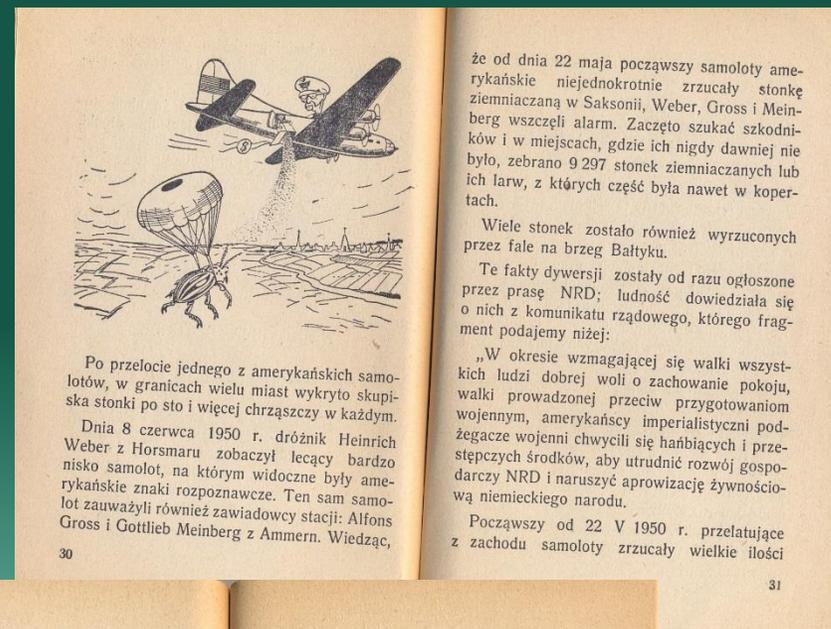 Po przelocie jednego z amerykańskich samo-
lotów, w granicach wielu miast wykryto skupi-
ska stonki po sto i więcej chrząszczy w każdym.
Dnia 8 czerwca 1950 r. dróżnik Heinrich
Weber z Horsmaru zobaczył lecący bardzo
nisko samolot, na którym widoczne były ame-
rykańskie znaki rozpoznawcze. Ten sam samo-
lot zauważyli również zawiadowcy stacji: Alfons
Gross i Gottlieb Meinberg z Ammern. Wiedząc,
30
że od dnia 22 maja począwszy samoloty ame-
rykańskie niejednokrotnie zrzucały stonkę
ziemniaczaną w Saksonii, Weber, Gross i Mein-
berg wszczęli alarm. Zaczęto szukać szkodni-
ków i w miejscach, gdzie ich nigdy dawniej nie
było, zebrano 9 297 stonek ziemniaczanych lub
ich larw, z których część była nawet w koper-
tach.
Wiele stonek zostało również wyrzuconych
przez fale na brzeg Bałtyku.
Te fakty dywersji zostały od razu ogłoszone
przez prasę NRD; ludność dowiedziała się
o nich z komunikatu rządowego, którego frag-
ment podajemy niżej:
„W okresie wzmagającej się walki wszyst-
kich ludzi dobrej woli o zachowanie pokoju,
walki prowadzonej przeciw przygotowaniom
wojennym, amerykańscy imperialistyczni pod-
żegacze wojenni chwycili się hańbiących i prze-
stępczych środków, aby utrudnić rozwój gospo-
darczy NRD i naruszyć aprowizację żywnościo-
wą niemieckiego narodu.
Począwszy od 22 V 1950 r. przelatujące
z zachodu samoloty zrzucały wielkie ilości
31